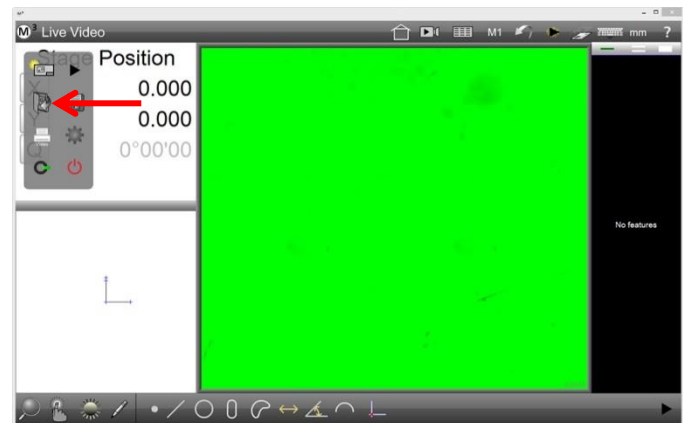 M³ Live Video
M1
mm ?
Stage Position
X 0.000
Y 0.000
Q 0°00'00
No features